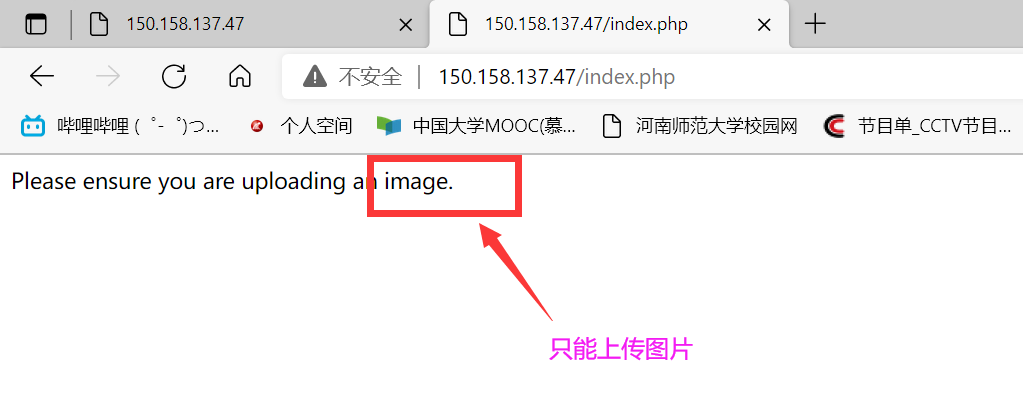 150.158.137.47
150.158.137.47/index.php
不安全
150.158.137.47/index.php
哔哩哔哩 (゜-゜)つ...
个人空间
中国大学MOOC(慕...
河南师范大学校园网
节目单_CCTV节目...
Please ensure you are uploading an image.
只能上传图片